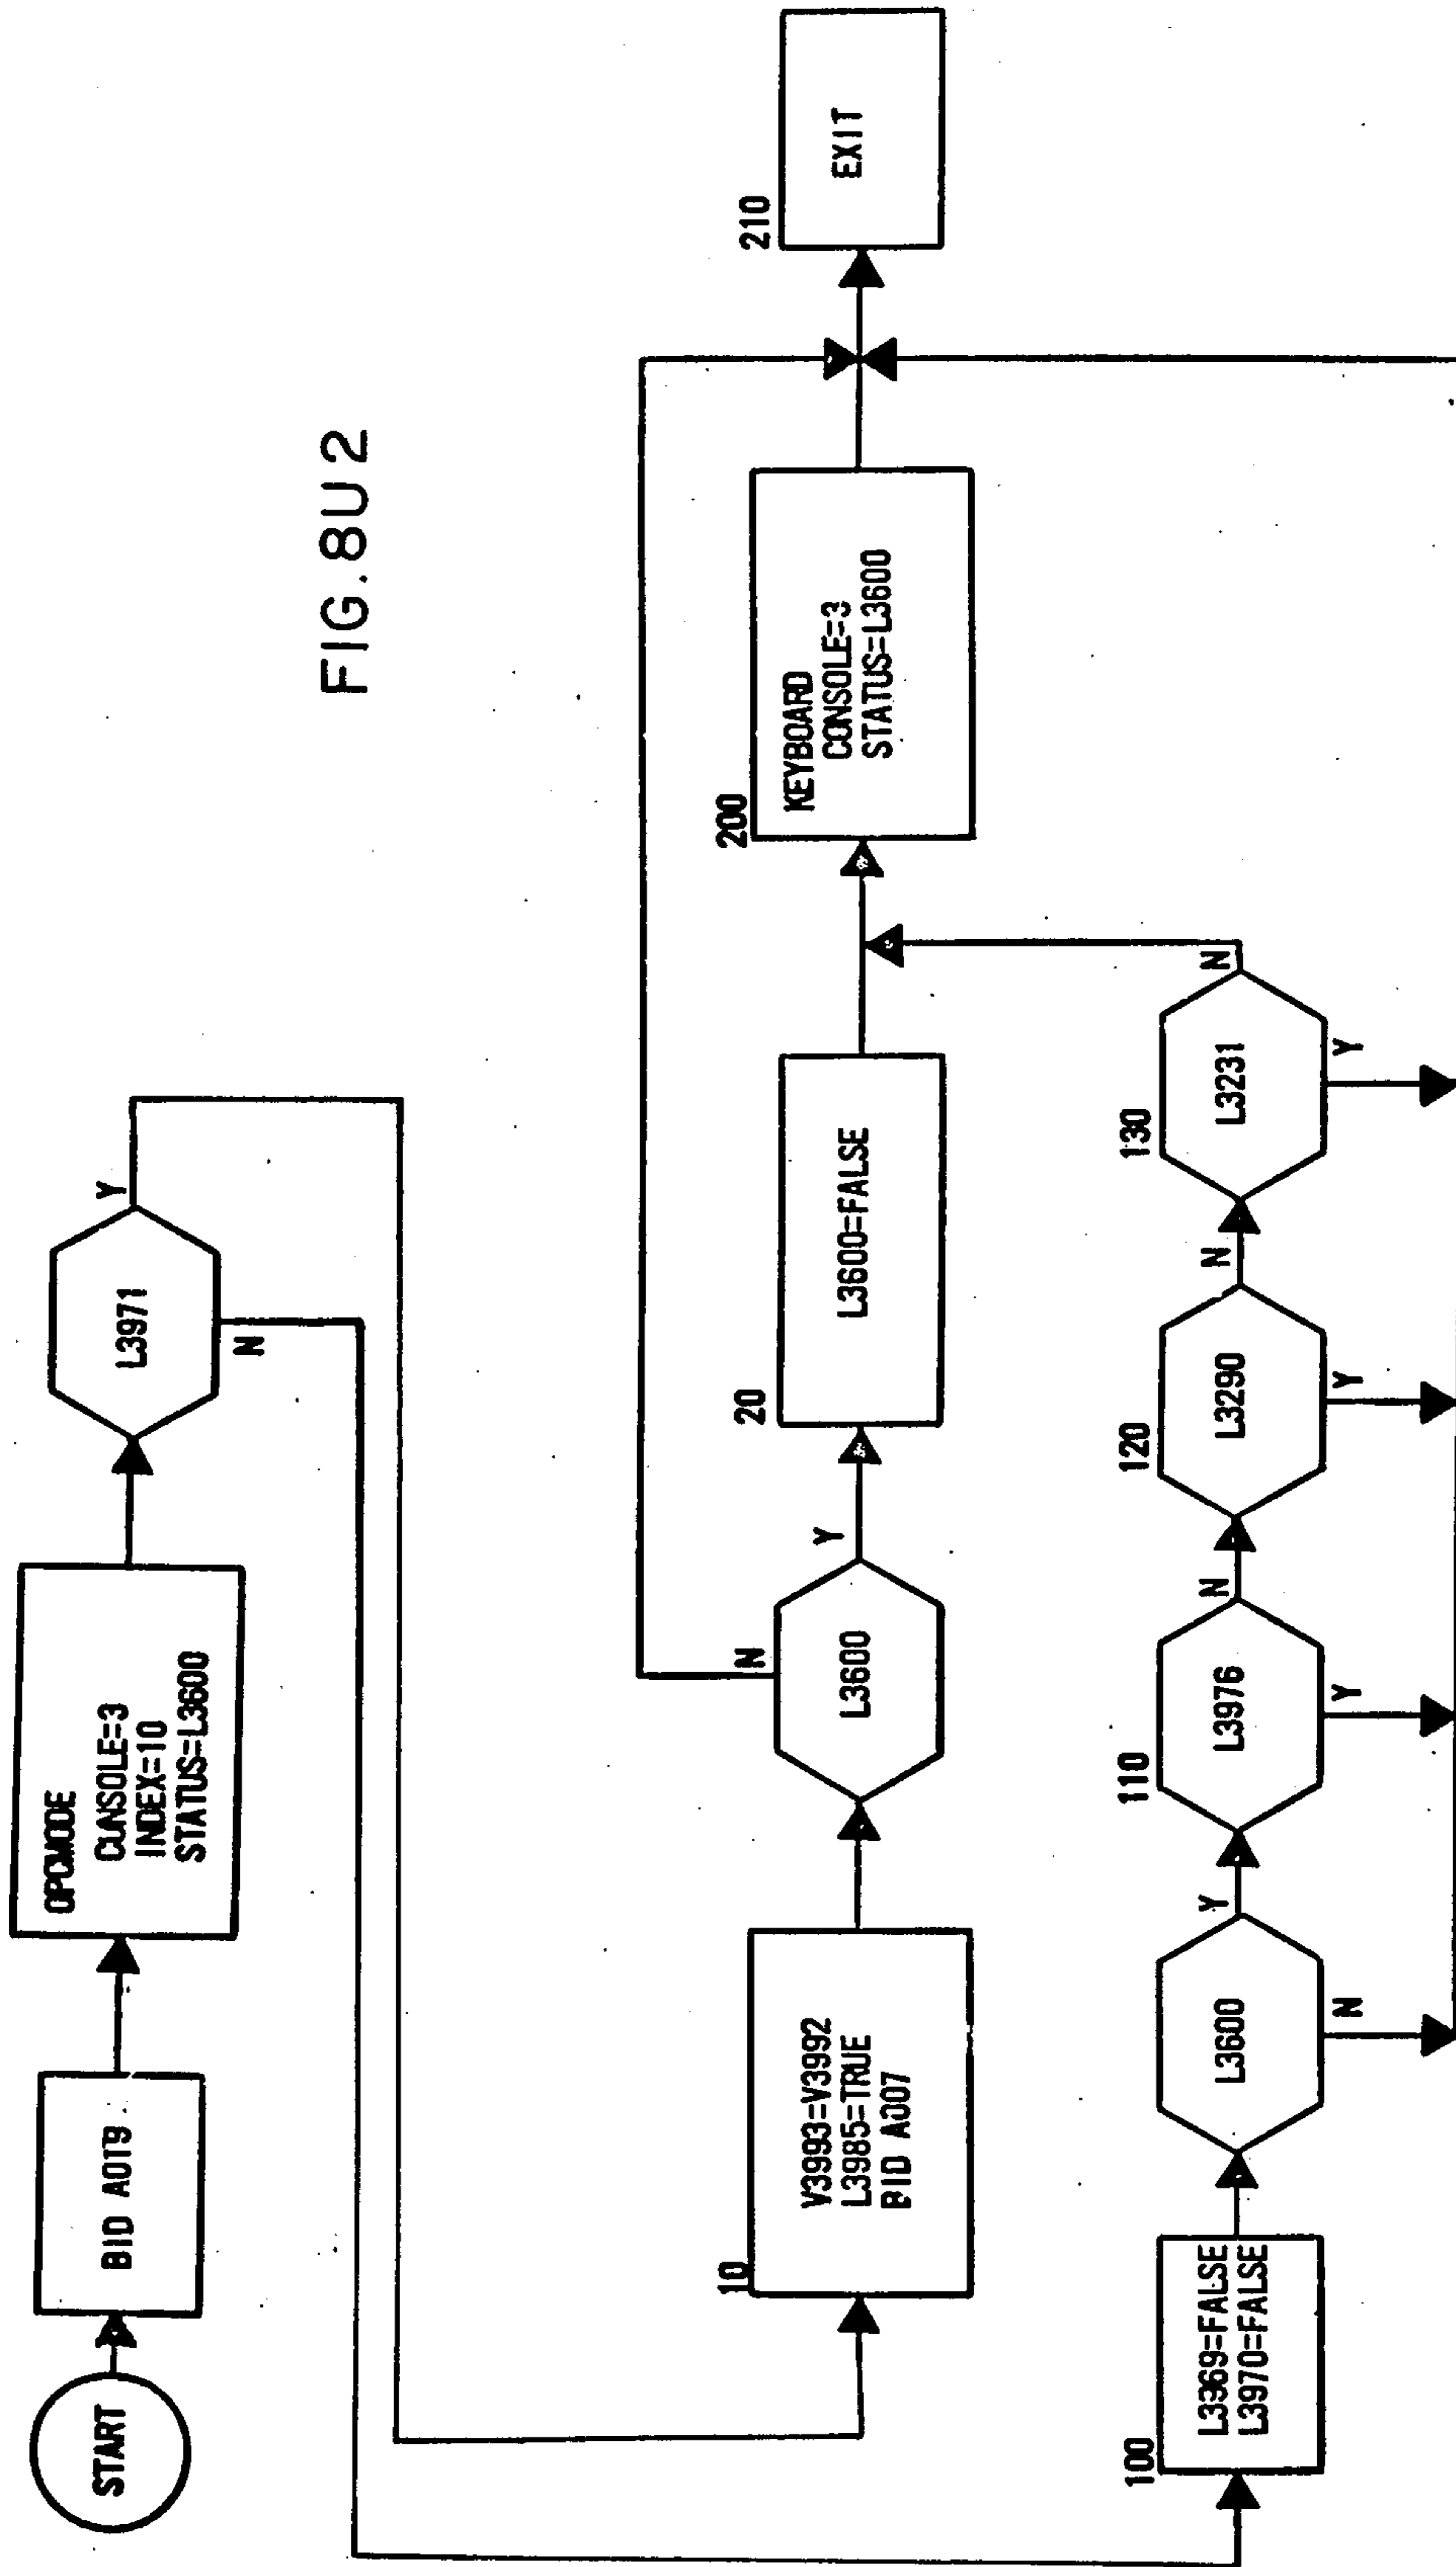 FIG.8U2
START
BID A0T9
OPCMODE
CONSOLE=3
INDEX=10
STATUS=L3600
L3971
Y
N
10
V3993=V3992
L3985=TRUE
BID A007
L3600
N
Y
20
L3600=FALSE
200
KEYBOARD
CONSOLE=3
STATUS=L3600
210
EXIT
100
L3969=FALSE
L3970=FALSE
L3600
Y
N
110
L3976
N
Y
120
L3290
N
Y
130
L3231
N
Y